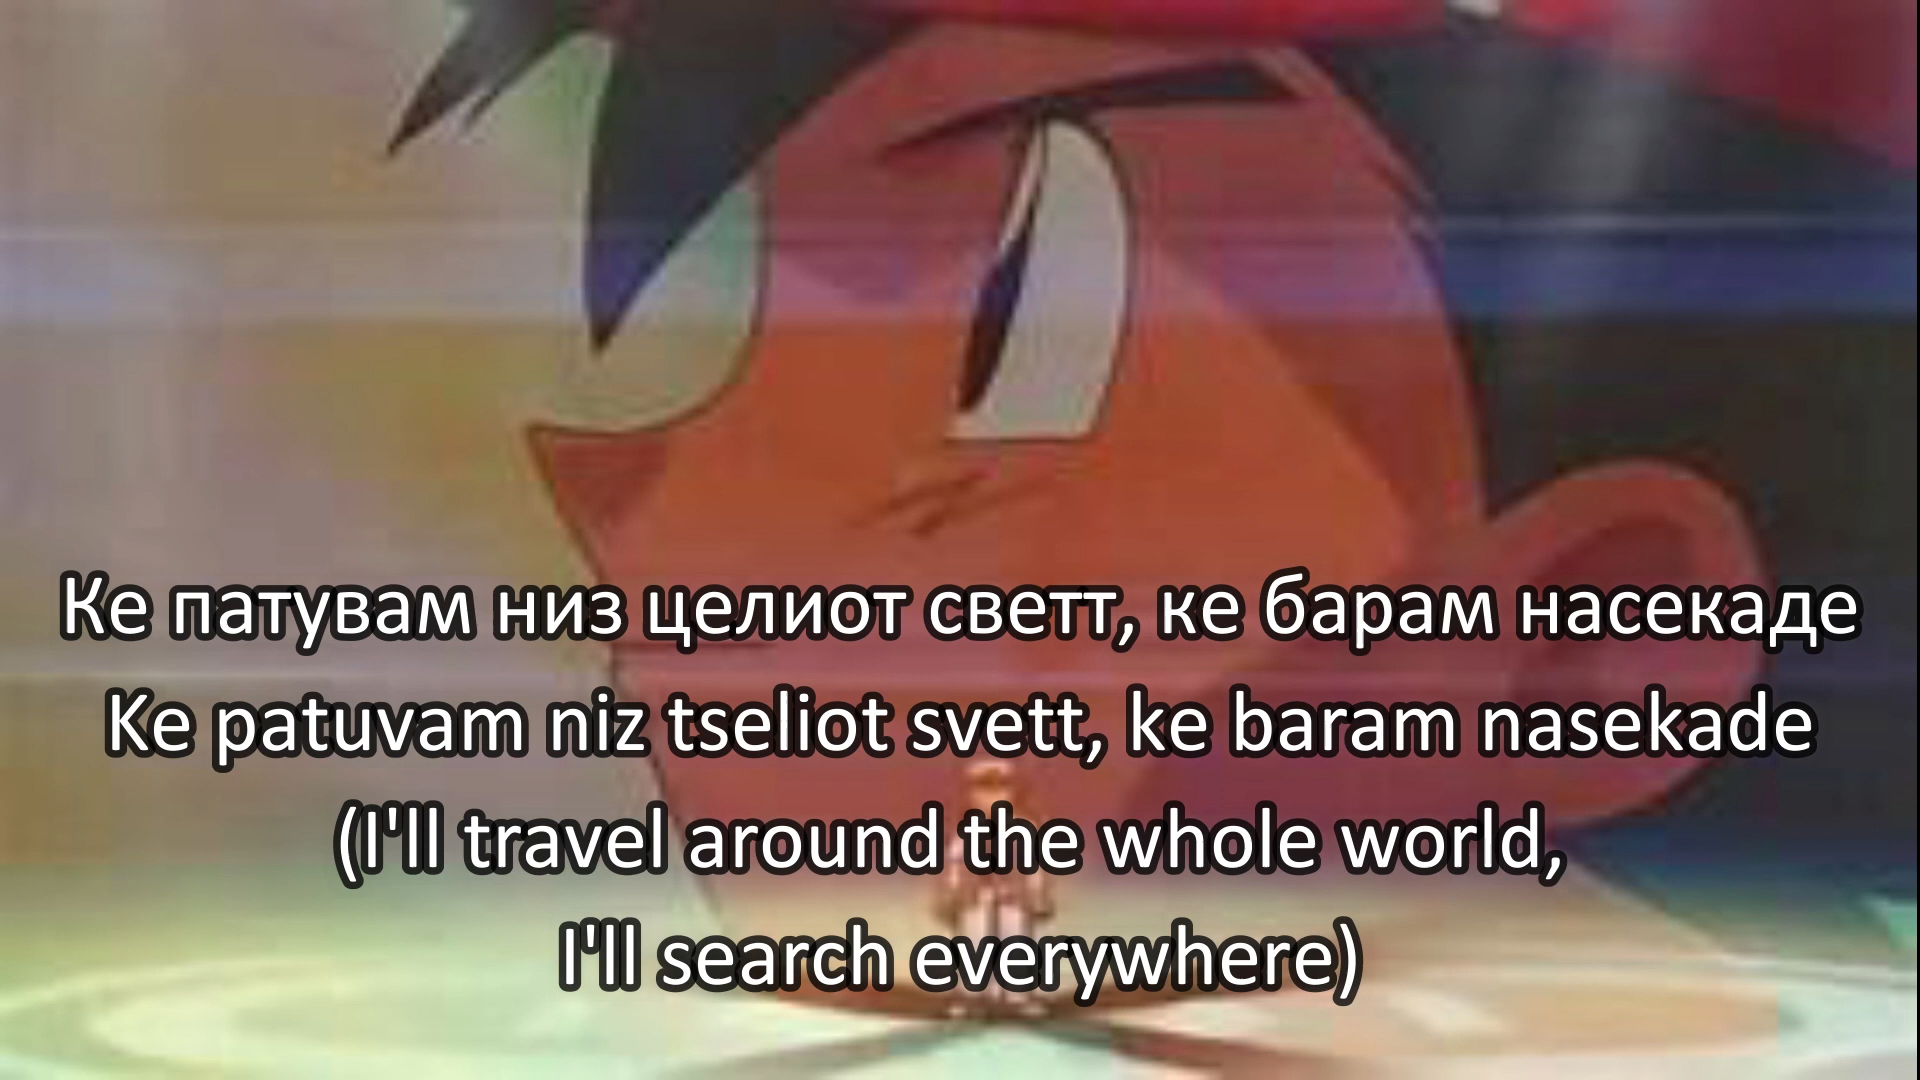 Ке патувам низ целиот светт, ке барам насекаде
Ke patuvam niz tseliot svett, ke baram nasekade
(I'll travel around the whole world,
I'll search everywhere)